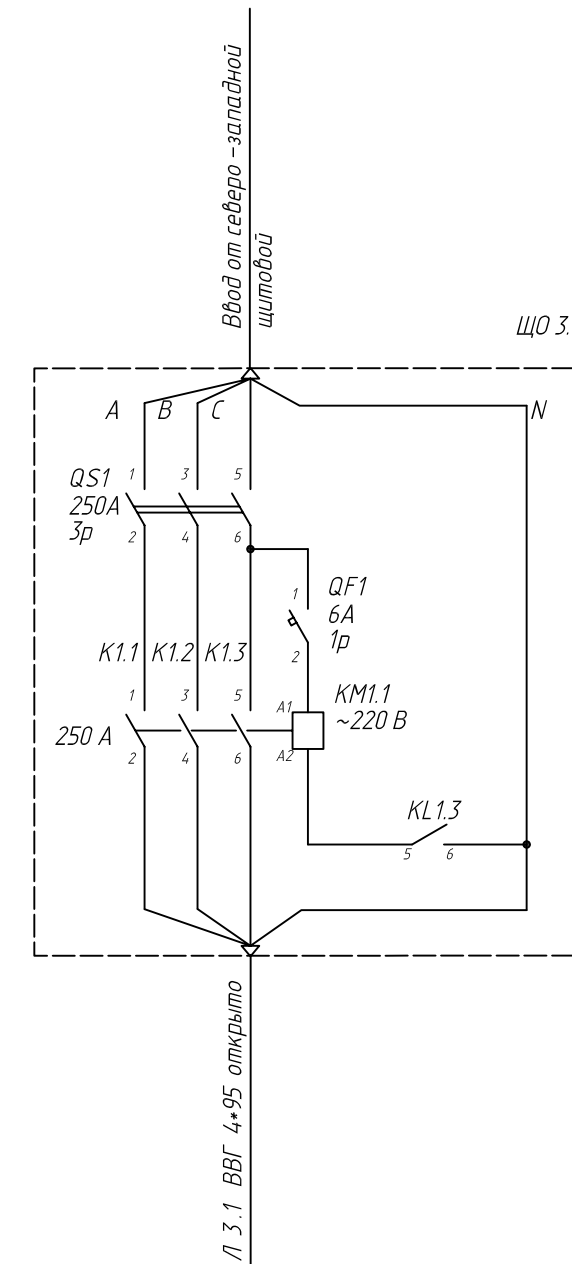 Ввод от северо-западной
щитовой
ЩО 3.
A B C N
QS1
250A
3p
1 3 5
2 4 6
QF1
6A
1p
1
2
K1.1 K1.2 K1.3
1 3 5
250 A
2 4 6
KM1.1
~220 В
A1
A2
KL1.3
5 6
Л 3.1 ВВГ 4*95 открыто